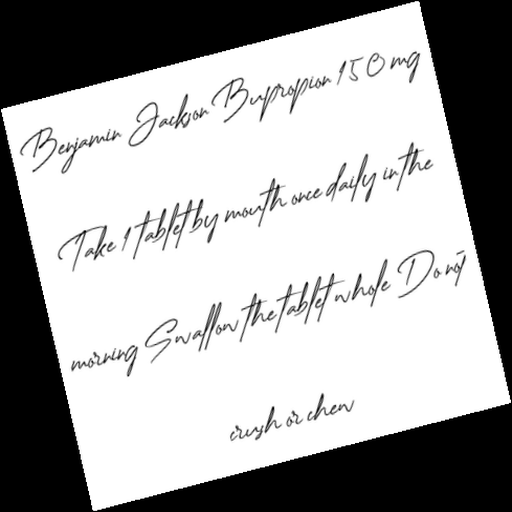 Benjamin Jackson Bupropion 150 mg
Take 1 tablet by mouth once daily in the
morning Swallow the tablet whole Do not
crush or chew